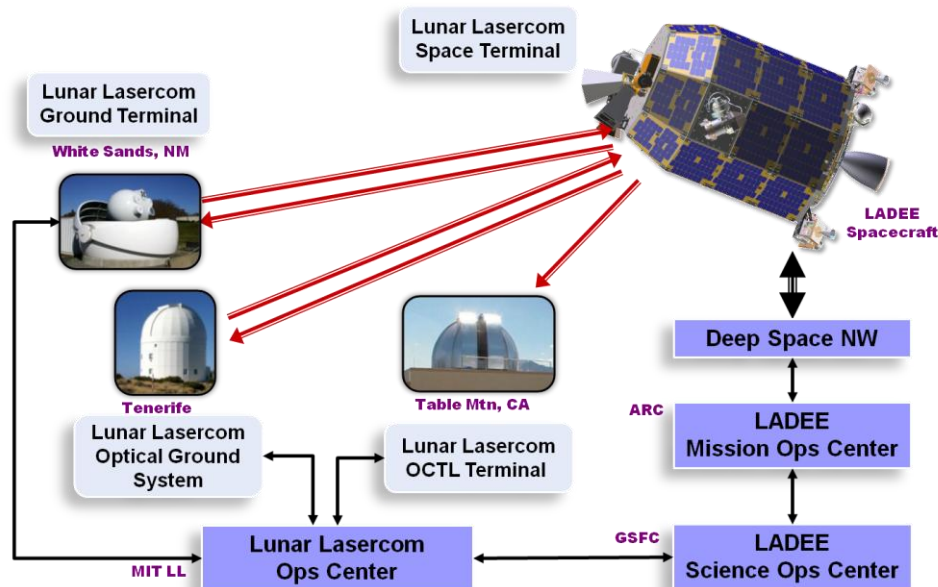 Lunar Lasercom
Space Terminal
Lunar Lasercom
Ground Terminal
White Sands, NM
LADEE
Spacecraft
Tenerife
Table Mtn, CA
Deep Space NW
ARC
LADEE
Mission Ops Center
Lunar Lasercom
Optical Ground
System
Lunar Lasercom
OCTL Terminal
MIT LL
Lunar Lasercom
Ops Center
GSFC
LADEE
Science Ops Center